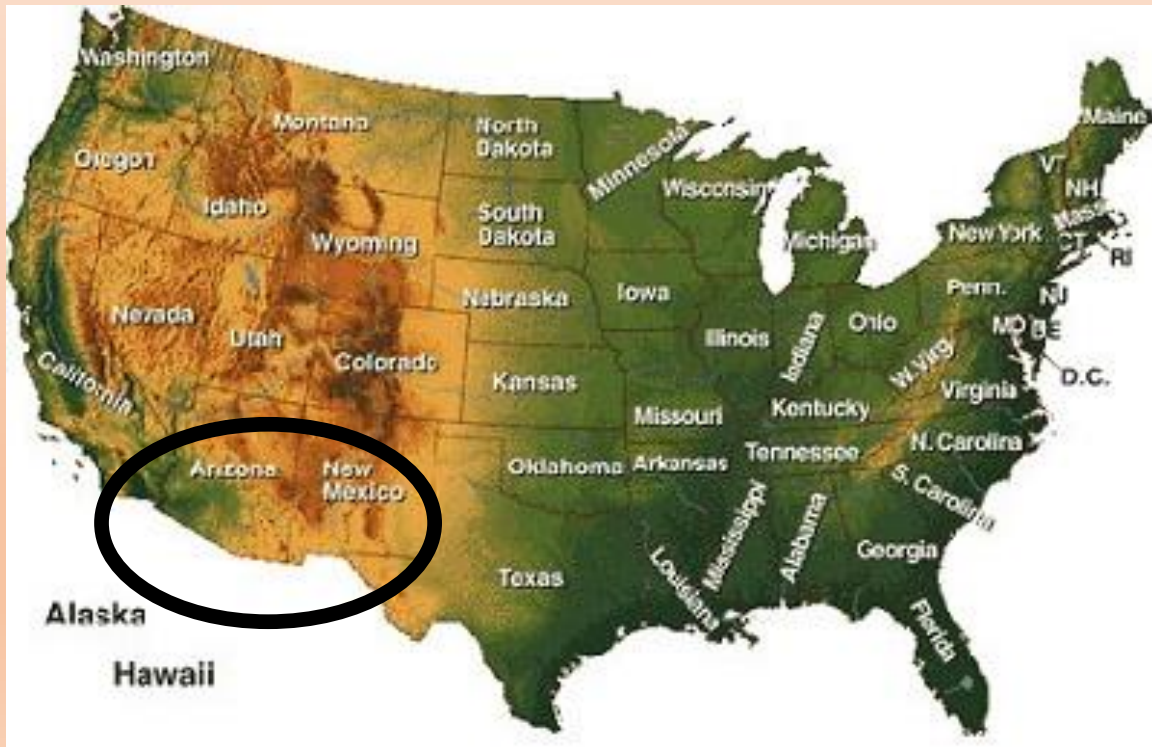 Washington
Montana
North
Dakota
Minnesota
Maine
Oregon
Idaho
Wyoming
South
Dakota
Wisconsin
Michigan
VT
NH.
New York
Mass
CT
RI
Nevada
Utah
Nebraska
Iowa
Illinois
Indiana
Ohio
Penn.
NJ
MD
DE
D.C.
California
Colorado
Kansas
Missouri
Kentucky
W.Virg
Virginia
Arizona
New
Mexico
Oklahoma
Arkansas
Tennessee
N. Carolina
S. Carolina
Texas
Louisiana
Mississippi
Alabama
Georgia
Florida
Alaska
Hawaii